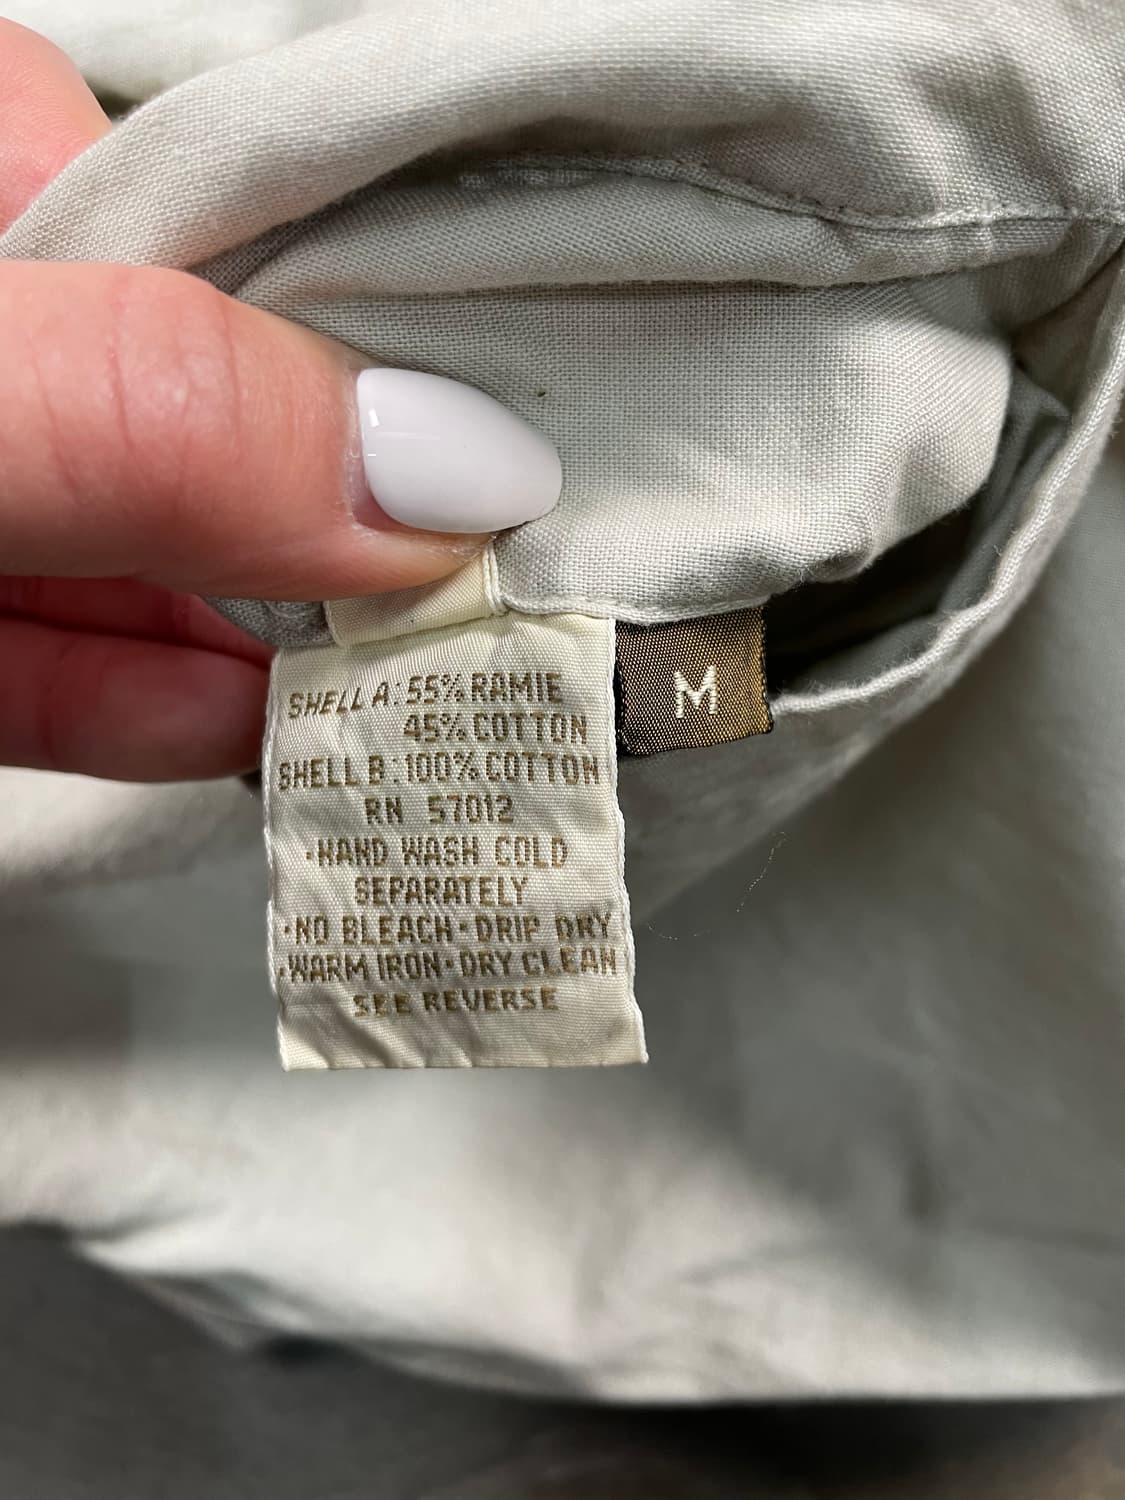 SHELL A: 55% RAMIE
45% COTTON
SHELL B: 100% COTTON
RN 57012
·HAND WASH COLD
SEPARATELY
·NO BLEACH·DRIP DRY
·WARM IRON·DRY CLEAN
SEE REVERSE
M